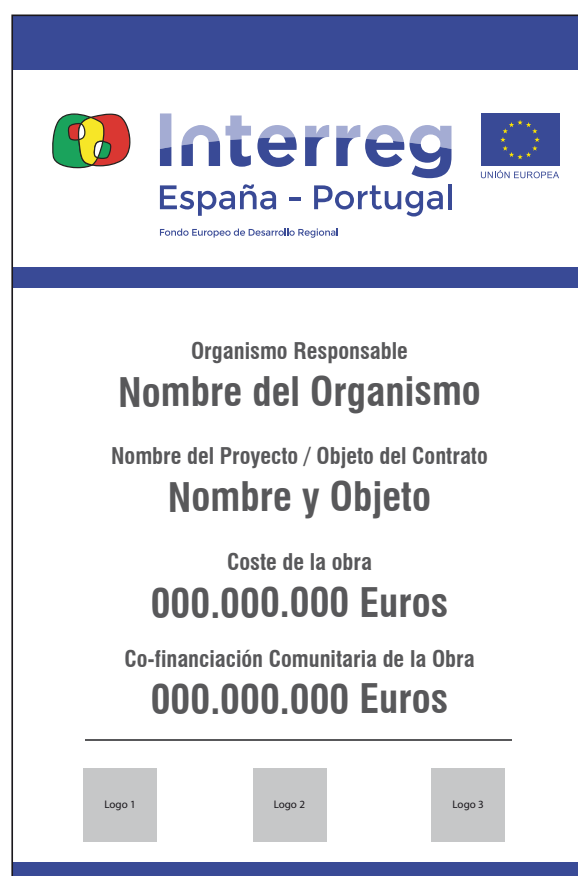 Interreg
España - Portugal
Fondo Europeo de Desarrollo Regional
UNIÓN EUROPEA
Organismo Responsable
Nombre del Organismo
Nombre del Proyecto / Objeto del Contrato
Nombre y Objeto
Coste de la obra
000.000.000 Euros
Co-financiación Comunitaria de la Obra
000.000.000 Euros
Logo 1
Logo 2
Logo 3